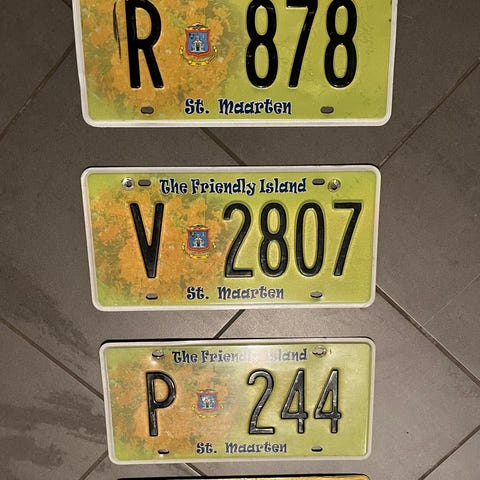 R 878
St. Maarten
The Friendly Island
V 2807
St. Maarten
The Friendly Island
P 244
St. Maarten